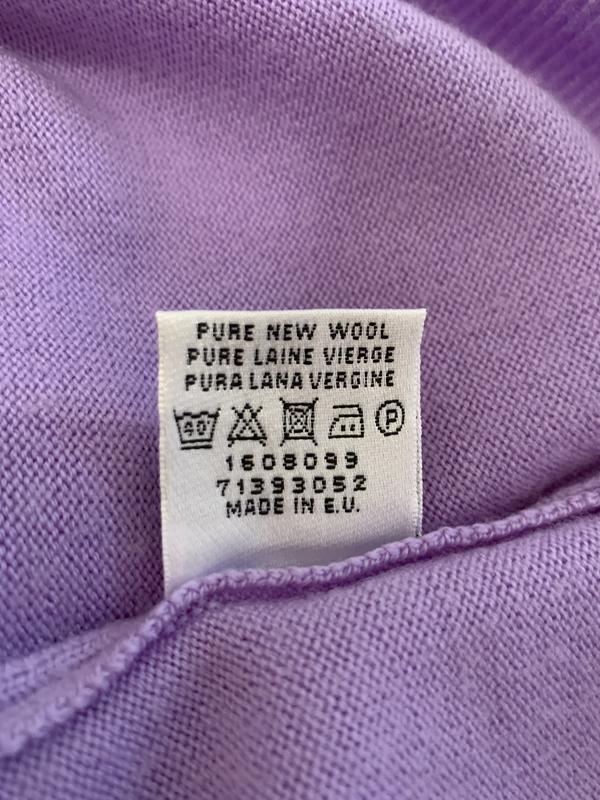 PURE NEW WOOL
PURE LAINE VIERGE
PURA LANA VERGINE
40° P
1608099
71393052
MADE IN E.U.